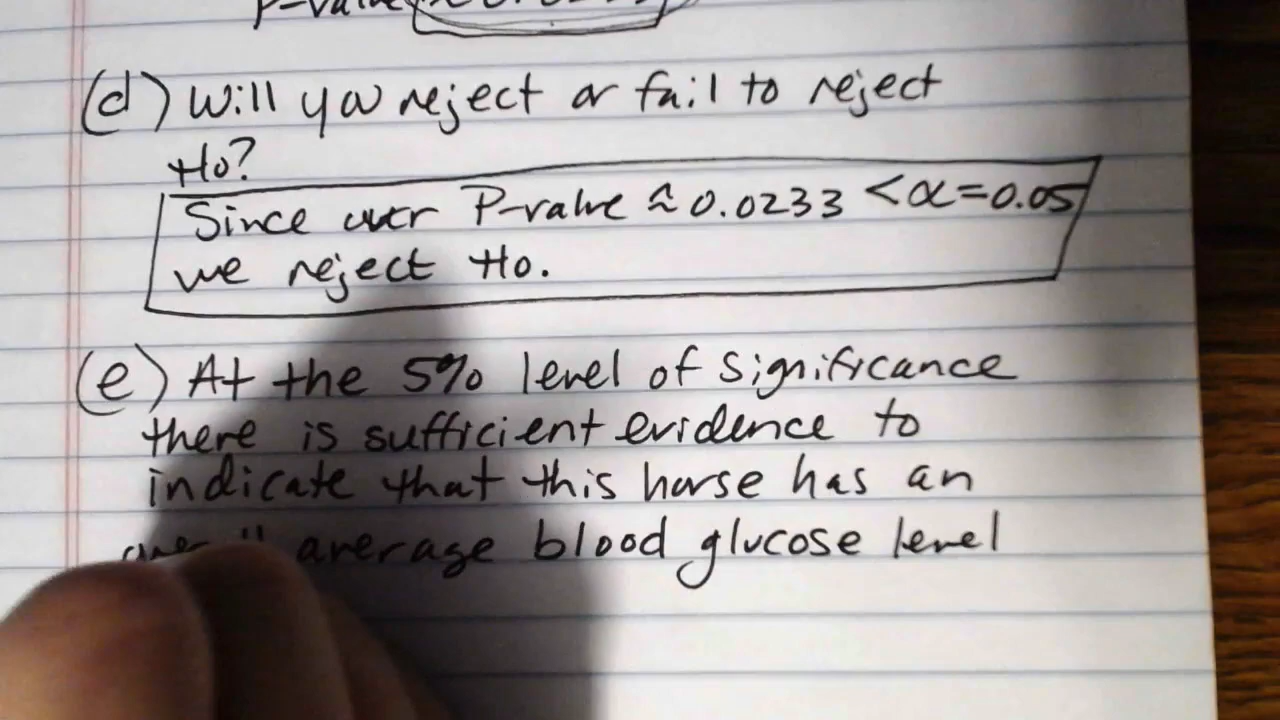 P-value
(d) Will you reject or fail to reject
Ho?
Since our P-value ≈ 0.0233 < α = 0.05
we reject Ho.
(e) At the 5% level of significance
there is sufficient evidence to
indicate that this horse has an
average blood glucose level